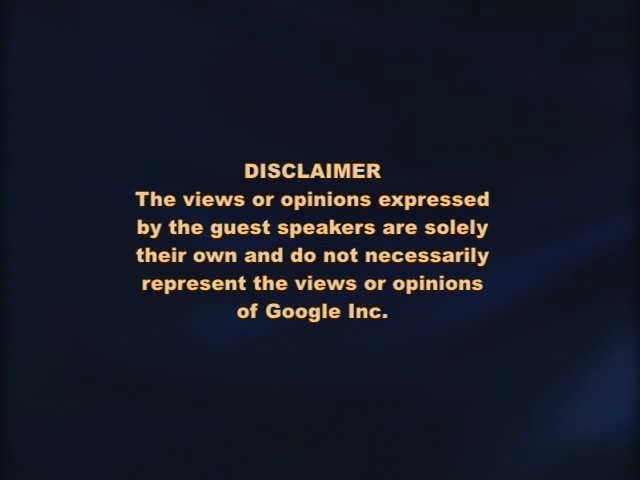 DISCLAIMER
The views or opinions expressed
by the guest speakers are solely
their own and do not necessarily
represent the views or opinions
of Google Inc.